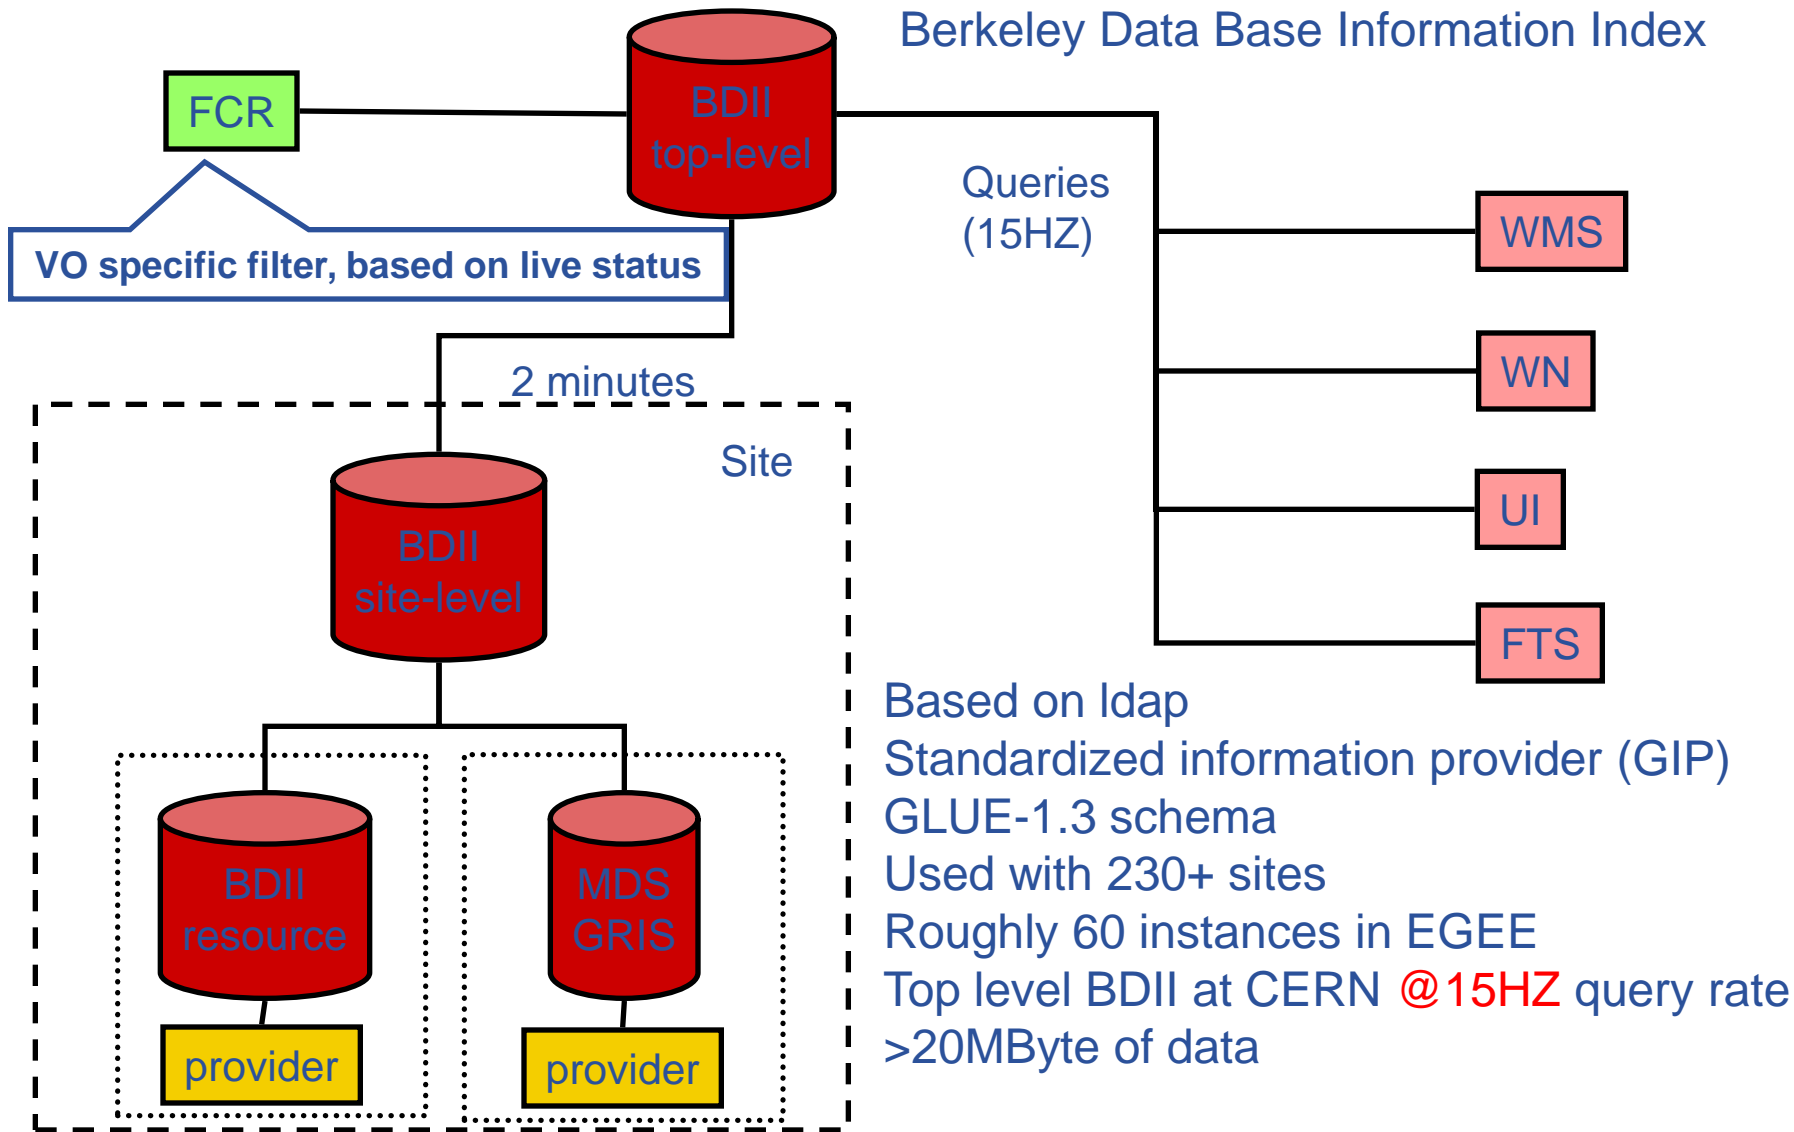 Berkeley Data Base Information Index
FCR
BDII
top-level
Queries
(15HZ)
WMS
VO specific filter, based on live status
WN
2 minutes
Site
UI
BDII
site-level
FTS
Based on ldap
Standardized information provider (GIP)
GLUE-1.3 schema
Used with 230+ sites
Roughly 60 instances in EGEE
Top level BDII at CERN @15HZ query rate
>20MByte of data
BDII
resource
MDS
GRIS
provider
provider